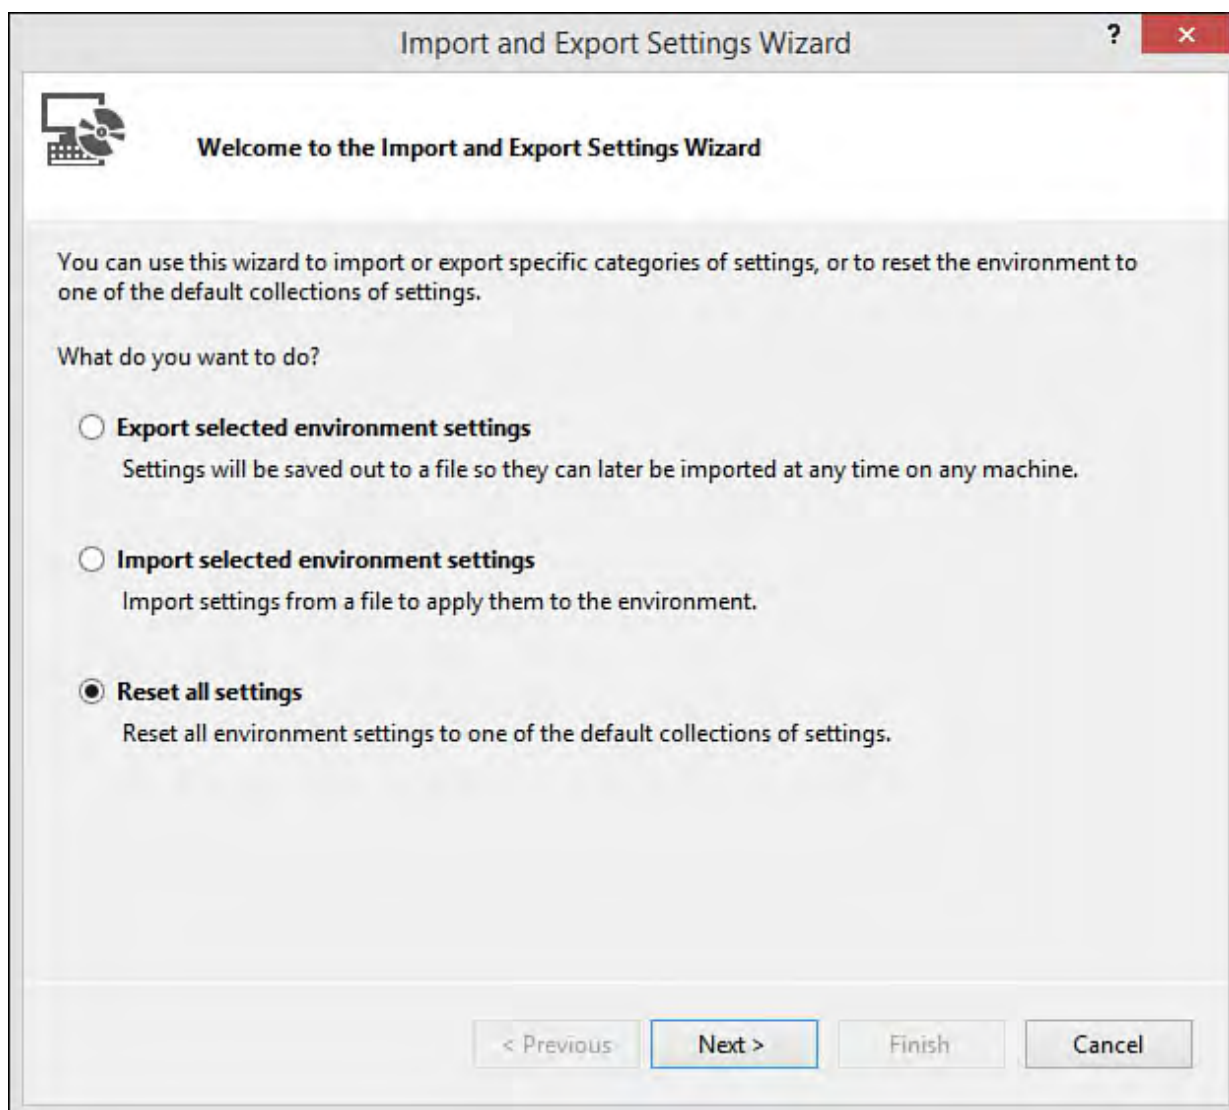 Import and Export Settings Wizard
?
Welcome to the Import and Export Settings Wizard
You can use this wizard to import or export specific categories of settings, or to reset the environment to
one of the default collections of settings.
What do you want to do?
Export selected environment settings
Settings will be saved out to a file so they can later be imported at any time on any machine.
Import selected environment settings
Import settings from a file to apply them to the environment.
Reset all settings
Reset all environment settings to one of the default collections of settings.
< Previous Next > Finish Cancel